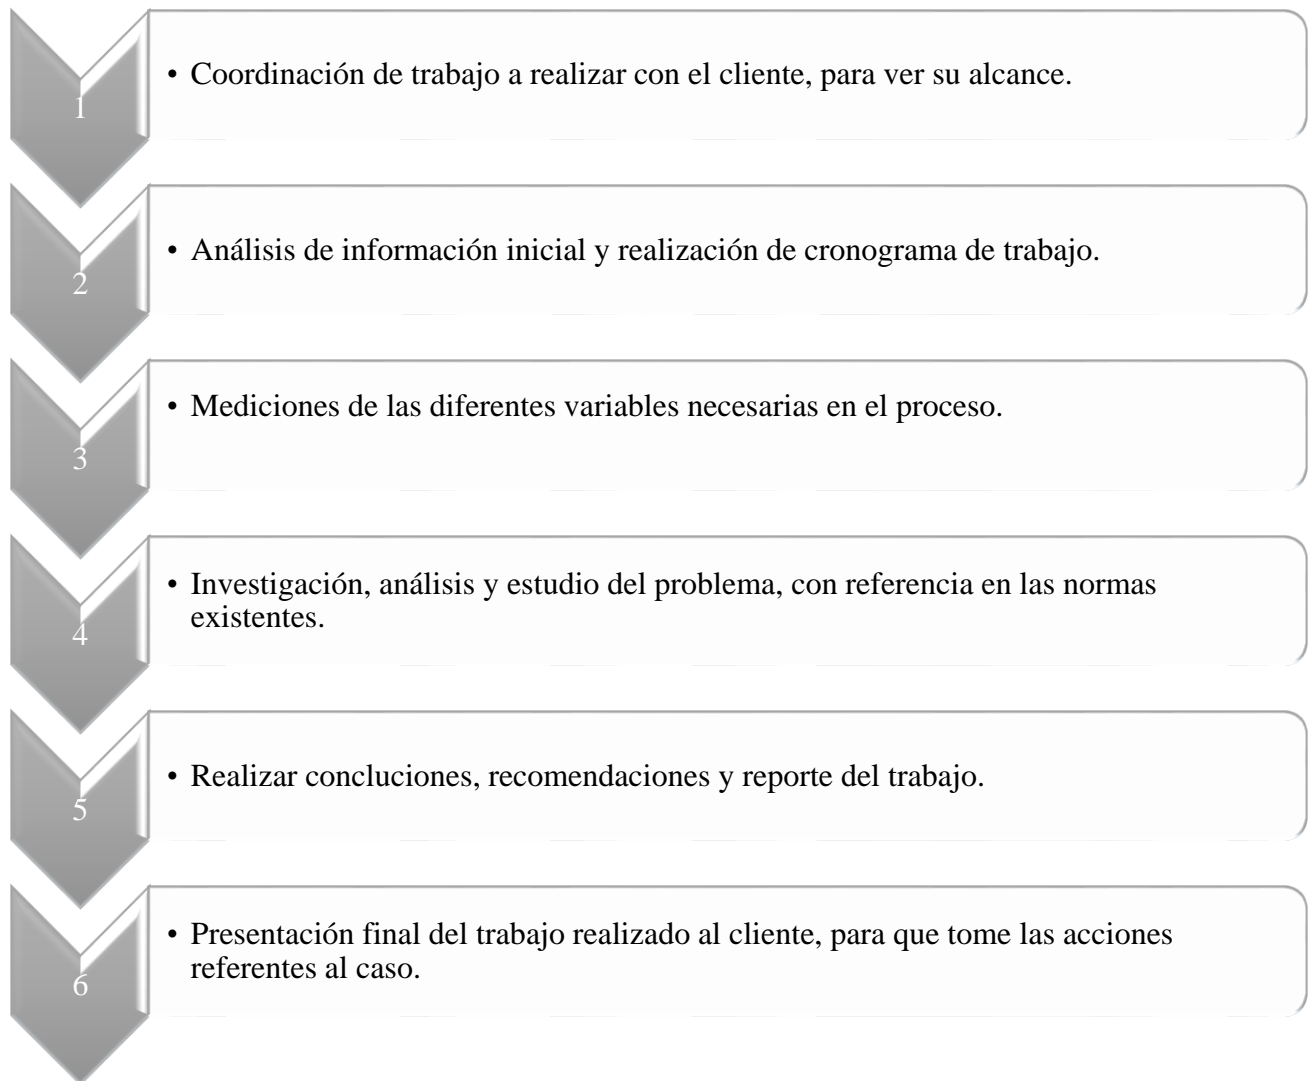 1
• Coordinación de trabajo a realizar con el cliente, para ver su alcance.
2
• Análisis de información inicial y realización de cronograma de trabajo.
3
• Mediciones de las diferentes variables necesarias en el proceso.
4
• Investigación, análisis y estudio del problema, con referencia en las normas
existentes.
5
• Realizar concluciones, recomendaciones y reporte del trabajo.
6
• Presentación final del trabajo realizado al cliente, para que tome las acciones
referentes al caso.